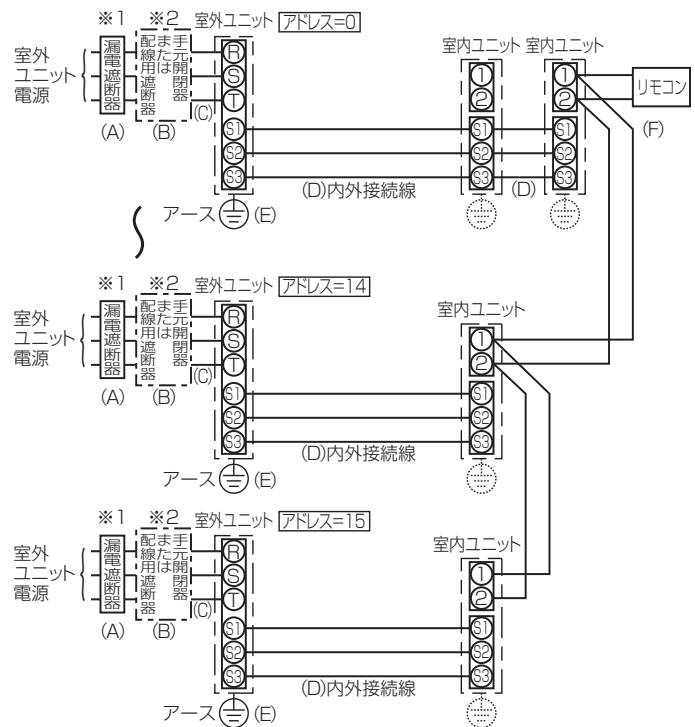 ※1 ※2 室外ユニット アドレス=0
室内ユニット 室内ユニット
室外
ユニット
電源
漏電遮断器
手元開閉器
または
配線用遮断器
(A)
(B)
(C)
R
S
T
S1
S2
S3
1
2
S1
S2
S3
1
2
S1
S2
S3
リモコン
(F)
(D)内外接続線
(D)
アース
(E)
※1 ※2 室外ユニット アドレス=14
室内ユニット
室外
ユニット
電源
漏電遮断器
手元開閉器
または
配線用遮断器
(A)
(B)
(C)
R
S
T
S1
S2
S3
1
2
S1
S2
S3
(D)内外接続線
アース
(E)
※1 ※2 室外ユニット アドレス=15
室内ユニット
室外
ユニット
電源
漏電遮断器
手元開閉器
または
配線用遮断器
(A)
(B)
(C)
R
S
T
S1
S2
S3
1
2
S1
S2
S3
(D)内外接続線
アース
(E)